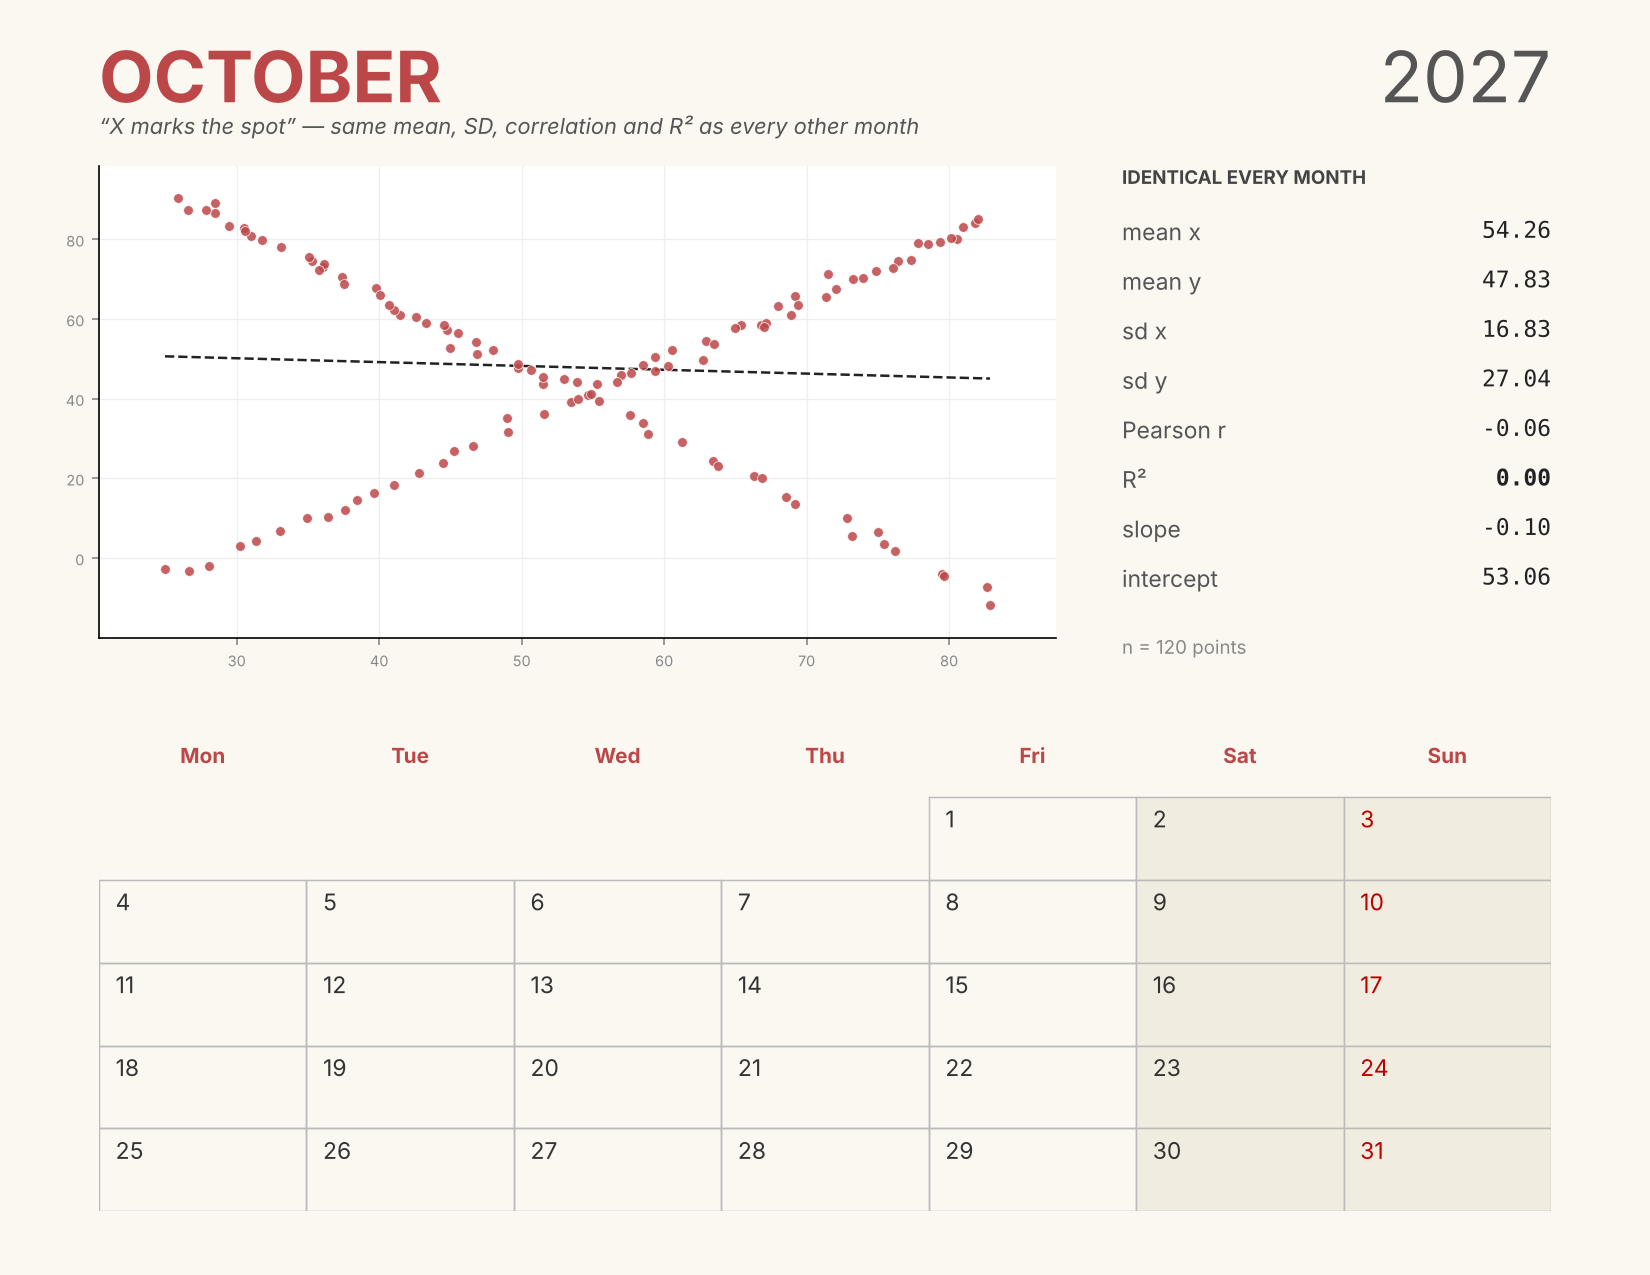 OCTOBER 2027
“X marks the spot” — same mean, SD, correlation and R² as every other month
80
60
40
20
0
30 40 50 60 70 80
IDENTICAL EVERY MONTH
mean x 54.26
mean y 47.83
sd x 16.83
sd y 27.04
Pearson r -0.06
R² 0.00
slope -0.10
intercept 53.06
n = 120 points
Mon Tue Wed Thu Fri Sat Sun
1 2 3
4 5 6 7 8 9 10
11 12 13 14 15 16 17
18 19 20 21 22 23 24
25 26 27 28 29 30 31